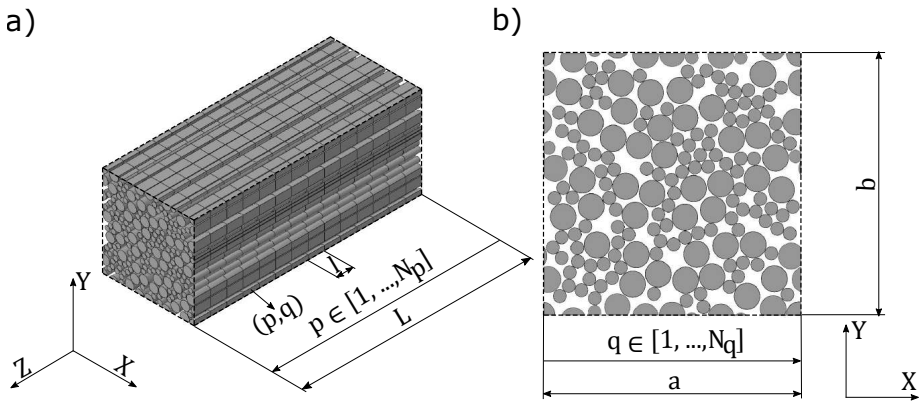 a)
Y
Z
X
(p,q)
l
p ∈ [1, ...,Np]
L
b)
b
q ∈ [1, ...,Nq]
a
Y
X